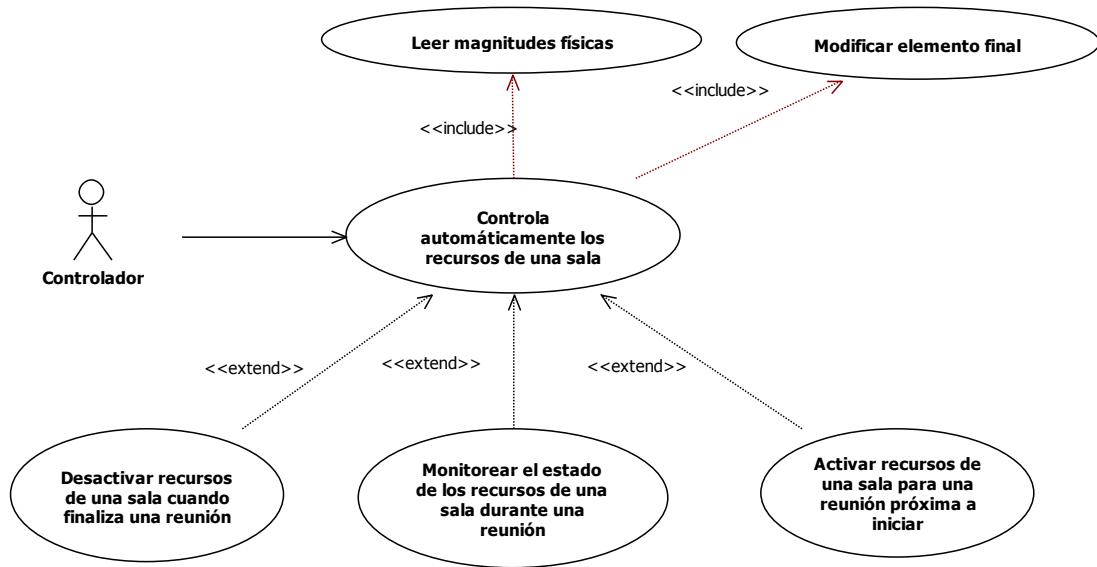 Leer magnitudes físicas
Modificar elemento final
<<include>>
<<include>>
Controla
automáticamente los
recursos de una sala
Controlador
<<extend>>
<<extend>>
<<extend>>
Desactivar recursos
de una sala cuando
finaliza una reunión
Monitorear el estado
de los recursos de una
sala durante una
reunión
Activar recursos de
una sala para una
reunión próxima a
iniciar